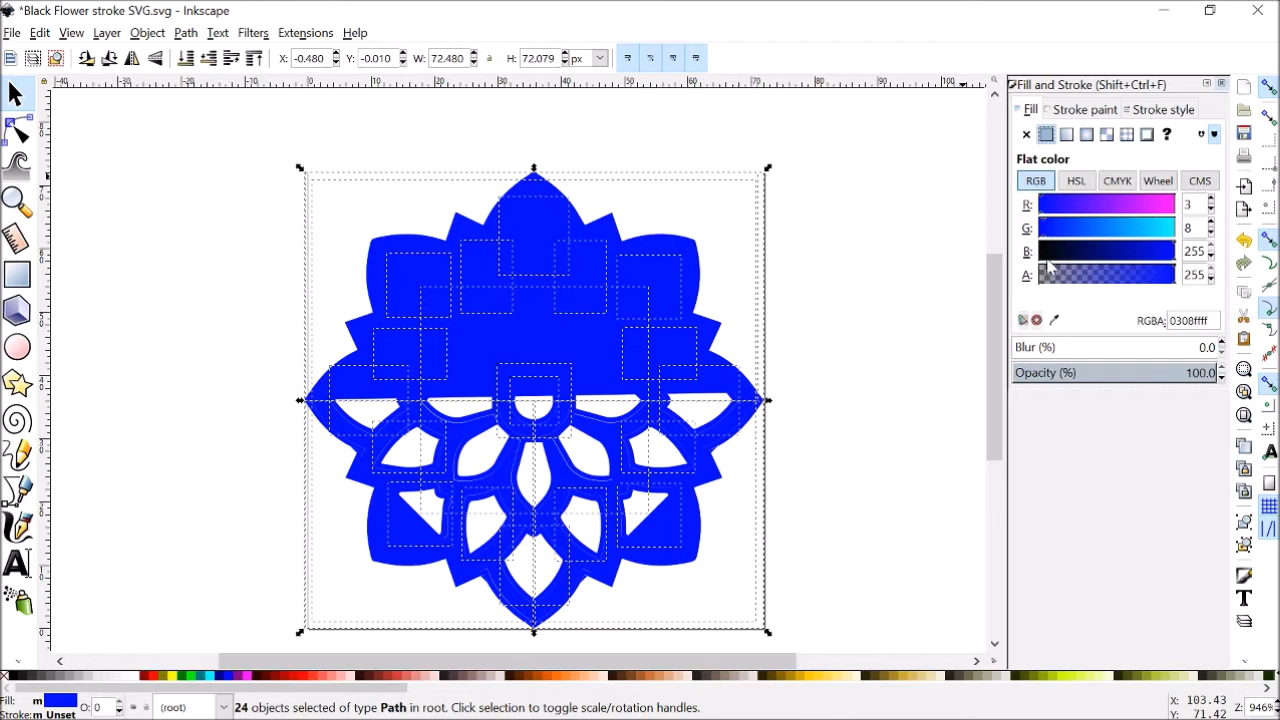 *Black Flower stroke SVG.svg - Inkscape
File Edit View Layer Object Path Text Filters Extensions Help
X: -0.480 Y: -0.010 W: 72.480 H: 72.079 px
Fill and Stroke (Shift+Ctrl+F)
Fill Stroke paint Stroke style
Flat color
RGB HSL CMYK Wheel CMS
R: 3
G: 8
B: 255
A: 255
RGBA: 0308ffff
Blur (%) 0.0
Opacity (%) 100.0
Fill: m O: 0 (root) 24 objects selected of type Path in root. Click selection to toggle scale/rotation handles. X: 103.43 Z: 946%
Stroke: m Unset Y: 71.42